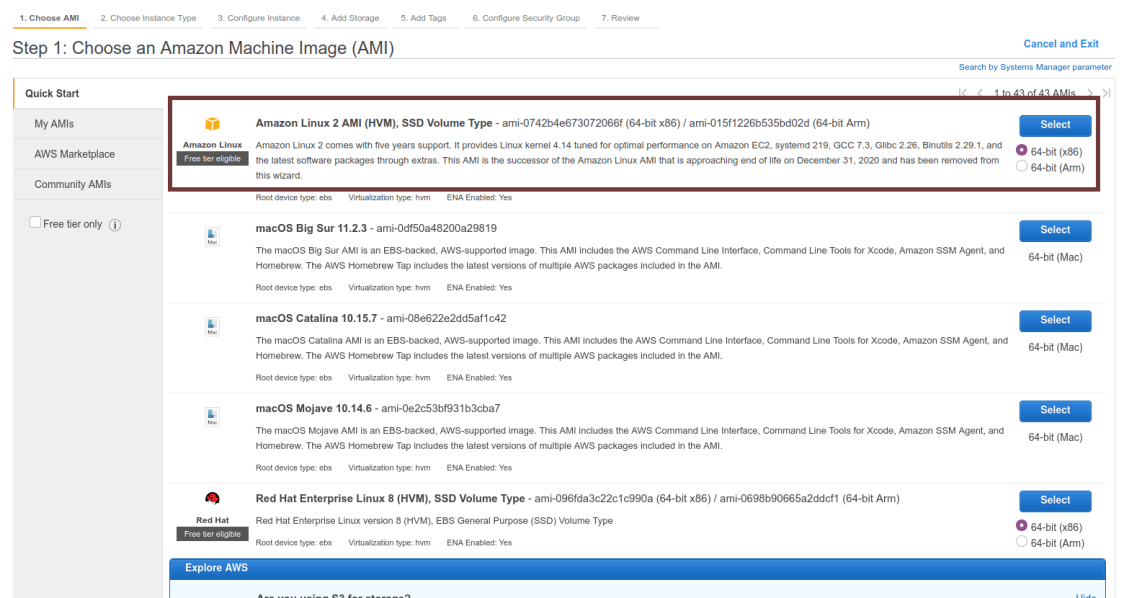 1. Choose AMI 2. Choose Instance Type 3. Configure Instance 4. Add Storage 5. Add Tags 6. Configure Security Group 7. Review
Step 1: Choose an Amazon Machine Image (AMI)
Cancel and Exit
Search by Systems Manager parameter
Quick Start
My AMIs
AWS Marketplace
Community AMIs
Free tier only
1 to 43 of 43 AMIs
Amazon Linux
Free tier eligible
Amazon Linux 2 AMI (HVM), SSD Volume Type - ami-0742b4e673072066f (64-bit x86) / ami-015f1226b535bd02d (64-bit Arm)
Amazon Linux 2 comes with five years support. It provides Linux kernel 4.14 tuned for optimal performance on Amazon EC2, systemd 219, GCC 7.3, Glibc 2.26, Binutils 2.29.1, and
the latest software packages through extras. This AMI is the successor of the Amazon Linux AMI that is approaching end of life on December 31, 2020 and has been removed from
this wizard.
Root device type: ebs Virtualization type: hvm ENA Enabled: Yes
Select
64-bit (x86)
64-bit (Arm)
Mac
macOS Big Sur 11.2.3 - ami-0df50a48200a29819
The macOS Big Sur AMI is an EBS-backed, AWS-supported image. This AMI includes the AWS Command Line Interface, Command Line Tools for Xcode, Amazon SSM Agent, and
Homebrew. The AWS Homebrew Tap includes the latest versions of multiple AWS packages included in the AMI.
Root device type: ebs Virtualization type: hvm ENA Enabled: Yes
Select
64-bit (Mac)
Mac
macOS Catalina 10.15.7 - ami-08e622e2dd5af1c42
The macOS Catalina AMI is an EBS-backed, AWS-supported image. This AMI includes the AWS Command Line Interface, Command Line Tools for Xcode, Amazon SSM Agent, and
Homebrew. The AWS Homebrew Tap includes the latest versions of multiple AWS packages included in the AMI.
Root device type: ebs Virtualization type: hvm ENA Enabled: Yes
Select
64-bit (Mac)
Mac
macOS Mojave 10.14.6 - ami-0e2c53bf931b3cba7
The macOS Mojave AMI is an EBS-backed, AWS-supported image. This AMI includes the AWS Command Line Interface, Command Line Tools for Xcode, Amazon SSM Agent, and
Homebrew. The AWS Homebrew Tap includes the latest versions of multiple AWS packages included in the AMI.
Root device type: ebs Virtualization type: hvm ENA Enabled: Yes
Select
64-bit (Mac)
Red Hat
Free tier eligible
Red Hat Enterprise Linux 8 (HVM), SSD Volume Type - ami-096fda3c22c1c990a (64-bit x86) / ami-0698b90665a2ddcf1 (64-bit Arm)
Red Hat Enterprise Linux version 8 (HVM), EBS General Purpose (SSD) Volume Type
Root device type: ebs Virtualization type: hvm ENA Enabled: Yes
Select
64-bit (x86)
64-bit (Arm)
Explore AWS
Are you using S3 for storage?
Hide